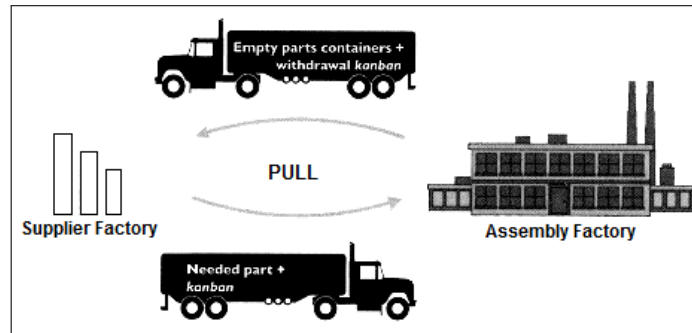 Empty parts containers +
withdrawal kanban
PULL
Supplier Factory
Assembly Factory
Needed part +
kanban